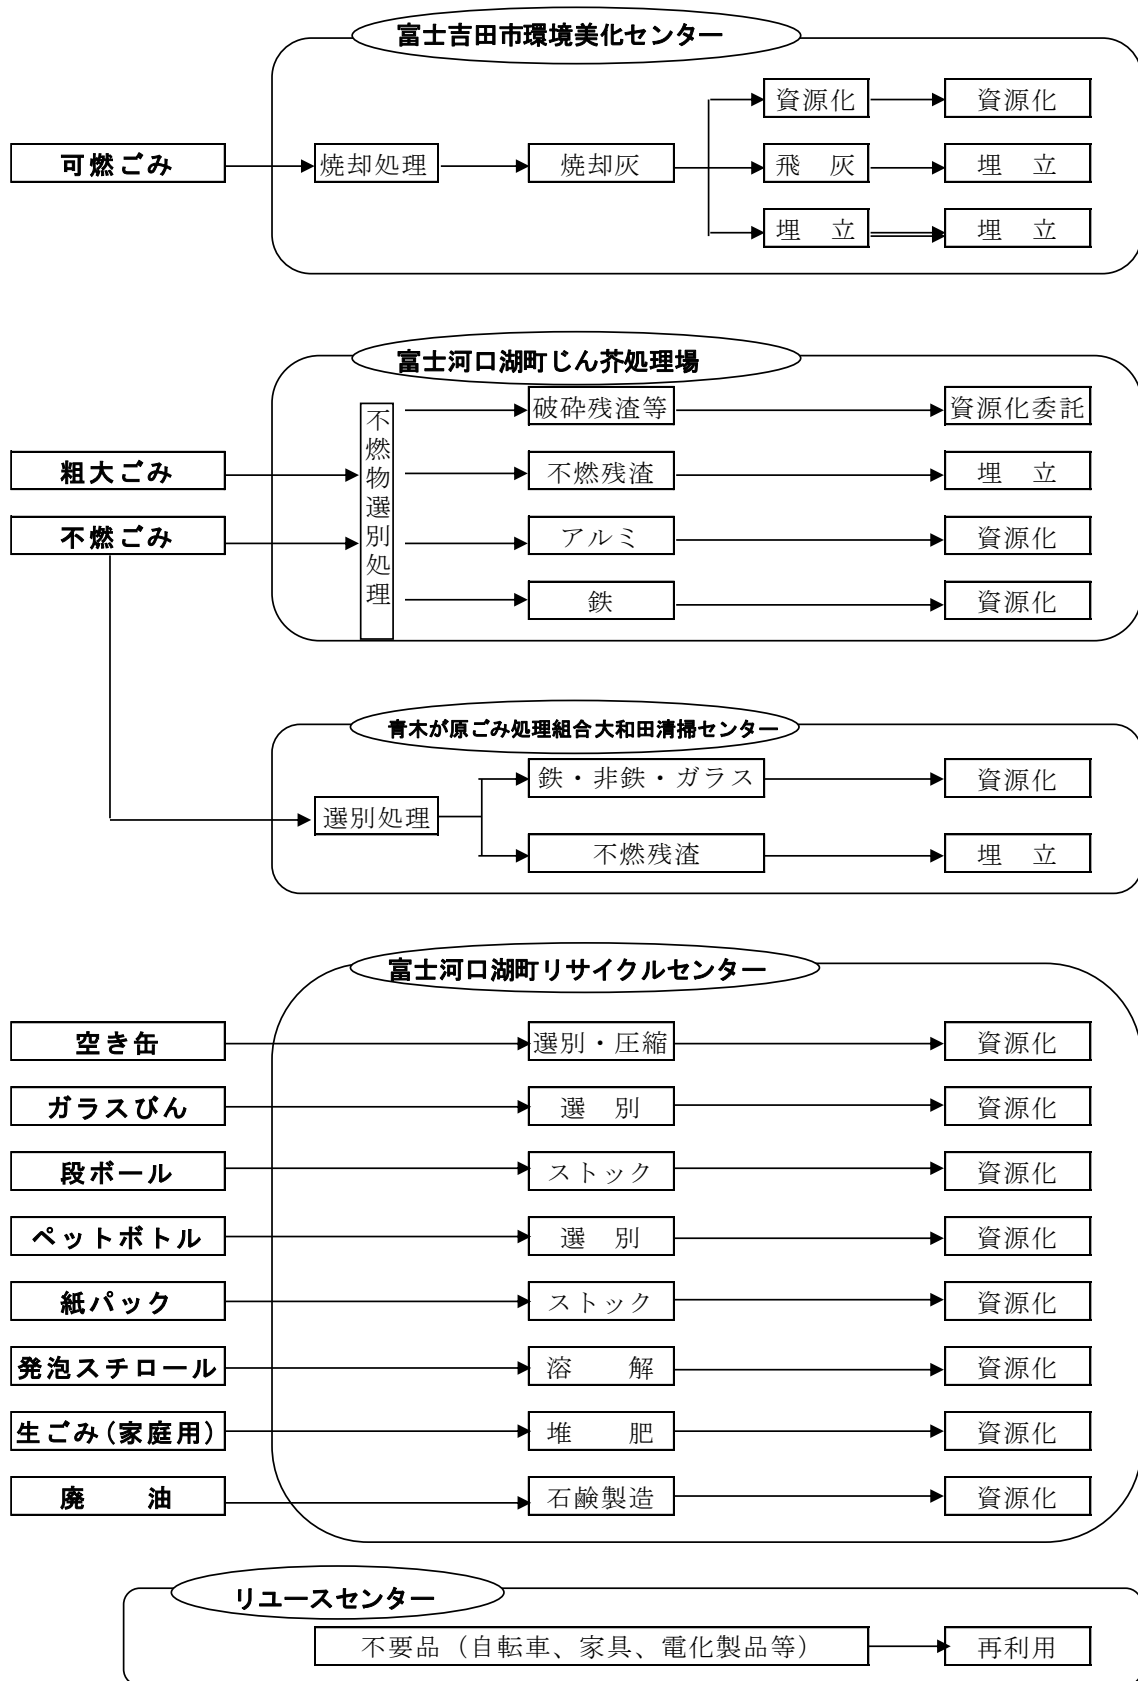 富士吉田市環境美化センター
資源化 資源化
可燃ごみ 焼却処理 焼却灰 飛 灰 埋 立
埋 立 埋 立
富士河口湖町じん芥処理場
不燃物選別処理
破砕残渣等 資源化委託
粗大ごみ 不燃残渣 埋 立
不燃ごみ アルミ 資源化
鉄 資源化
青木が原ごみ処理組合大和田清掃センター
鉄・非鉄・ガラス 資源化
選別処理
不燃残渣 埋 立
富士河口湖町リサイクルセンター
空き缶 選別・圧縮 資源化
ガラスびん 選 別 資源化
段ボール ストック 資源化
ペットボトル 選 別 資源化
紙パック ストック 資源化
発泡スチロール 溶 解 資源化
生ごみ(家庭用) 堆 肥 資源化
廃 油 石鹸製造 資源化
リユースセンター
不要品（自転車、家具、電化製品等） 再利用